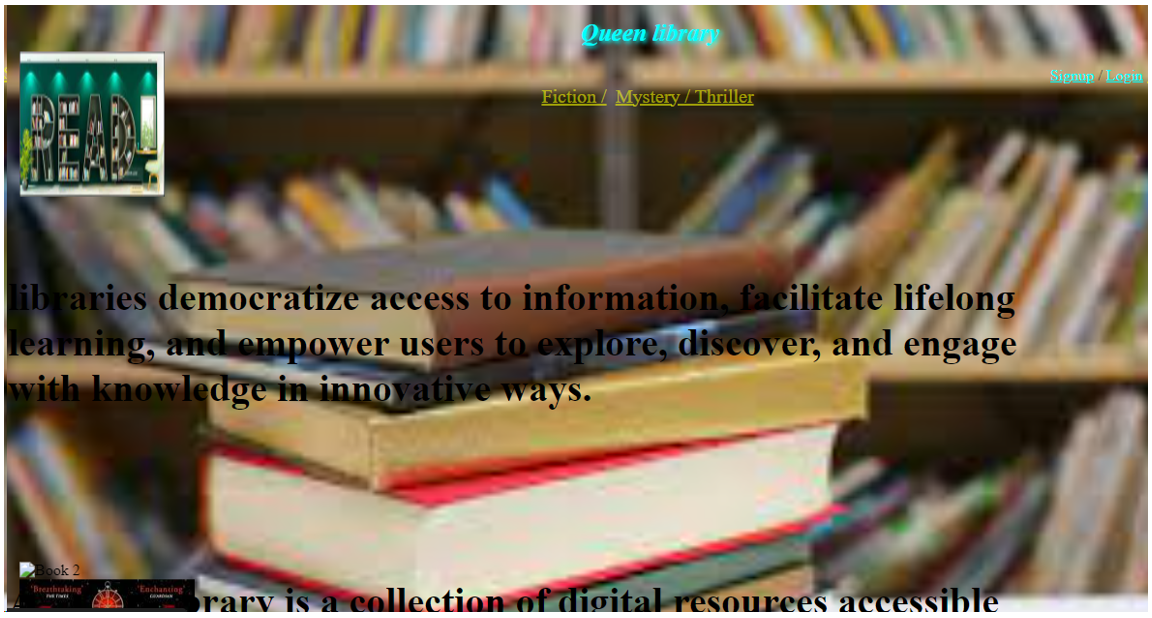 Queen library
Signup / Login
Fiction / Mystery / Thriller
READ
libraries democratize access to information, facilitate lifelong
learning, and empower users to explore, discover, and engage
with knowledge in innovative ways.
Book 2
'Breathtaking' 'Enchanting'
is a collection of digital resources accessible